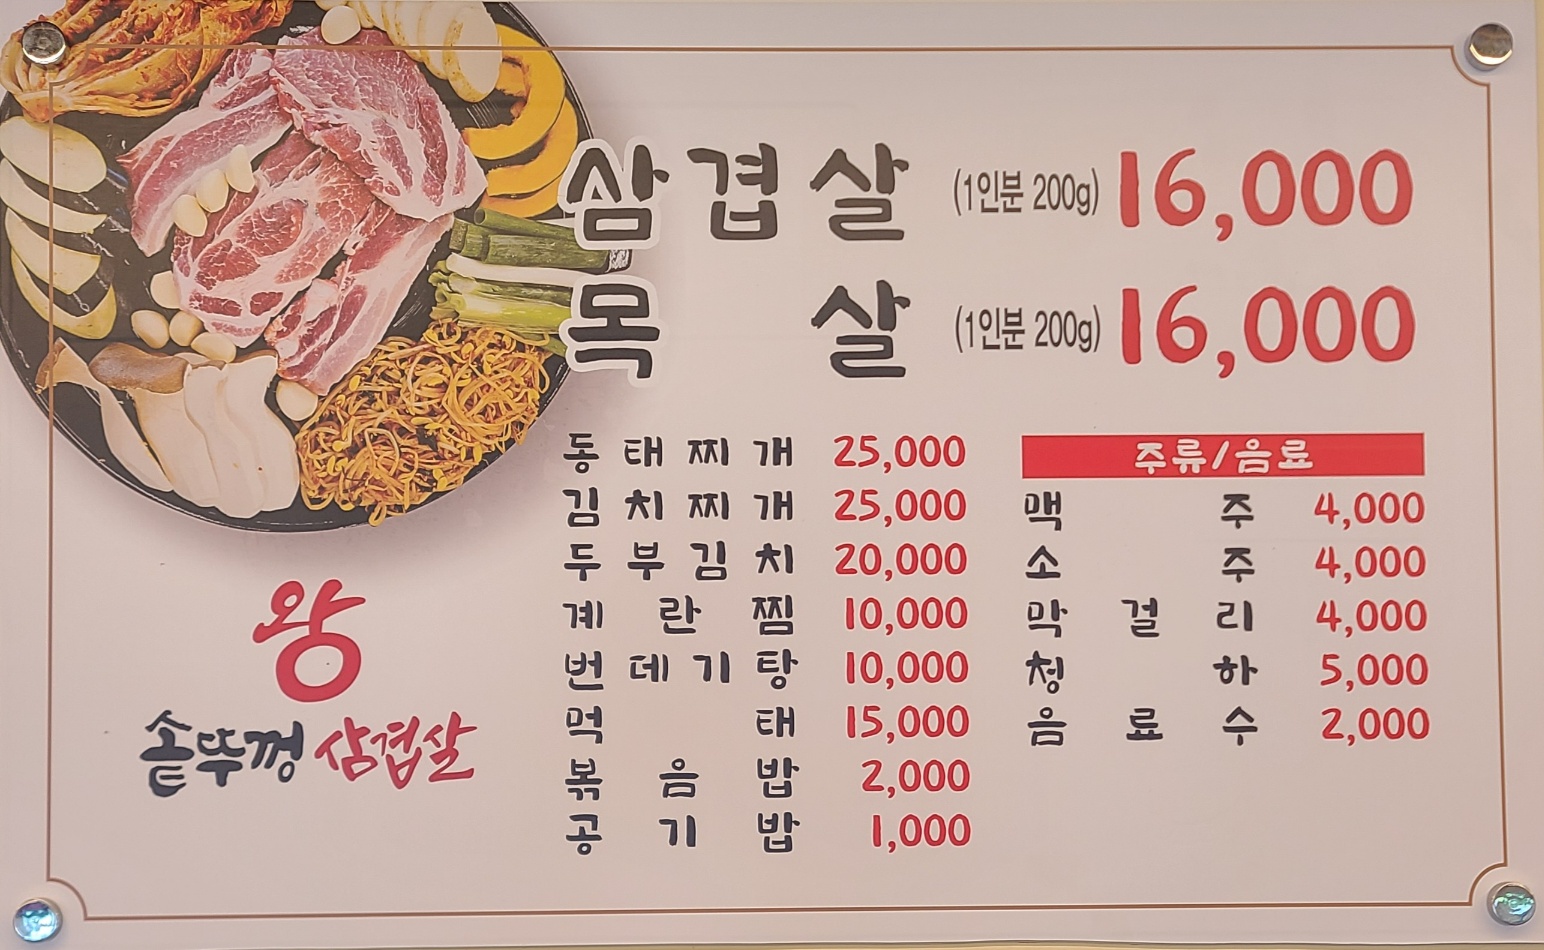 삼겹살 (1인분 200g) 16,000
목살 (1인분 200g) 16,000
동태찌개 25,000
김치찌개 25,000
두부김치 20,000
계란찜 10,000
번데기탕 10,000
먹태 15,000
볶음밥 2,000
공기밥 1,000
주류/음료
맥주 4,000
소주 4,000
막걸리 4,000
청하 5,000
음료수 2,000
왕
솥뚜껑 삼겹살